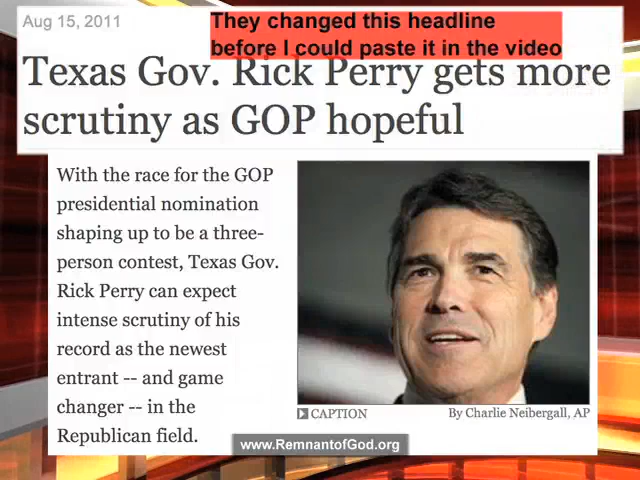 Aug 15, 2011
They changed this headline
before I could paste it in the video
Texas Gov. Rick Perry gets more
scrutiny as GOP hopeful
With the race for the GOP
presidential nomination
shaping up to be a three-
person contest, Texas Gov.
Rick Perry can expect
intense scrutiny of his
record as the newest
entrant -- and game
changer -- in the
Republican field.
CAPTION
By Charlie Neibergall, AP
www.RemnantofGod.org